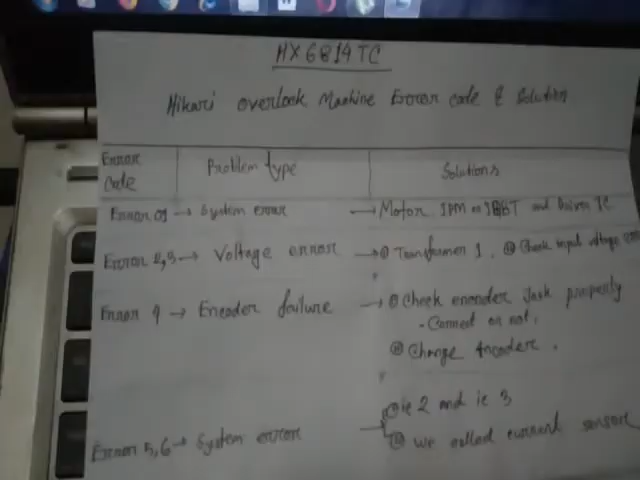 HX6814TC
Hikari overlock Machine Error code & Solution
Error code | Problem type | Solutions
Error 01 → System error → Motor IPM or IGBT and Driver IC
Error 2,3 → Voltage error → ① Transformer 1, ② Check input voltage
Error 4 → Encoder failure → ① Check encoder Jack properly
- Connect or not,
② Change Encoder.
Error 5,6 → System error → ① ic 2 and ic 3
② we called current sensor